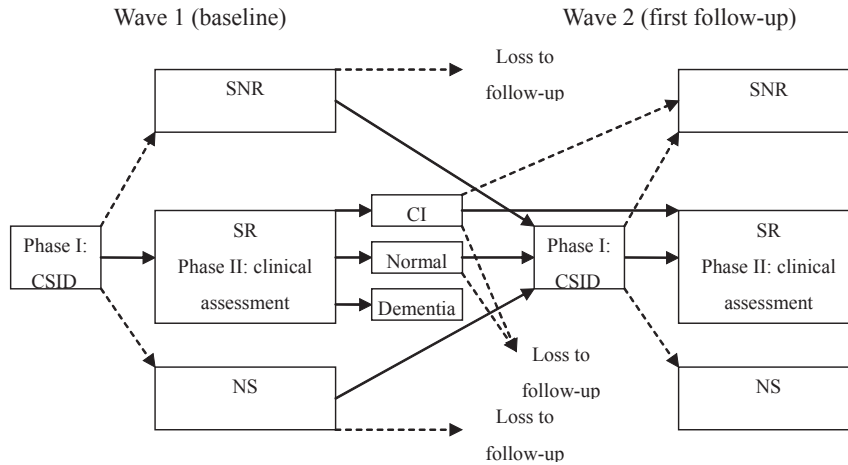 Wave 1 (baseline)
Wave 2 (first follow-up)
Loss to
follow-up
SNR
SNR
CI
SR
Phase II: clinical
assessment
Phase I:
CSID
Normal
Dementia
Phase I:
CSID
SR
Phase II: clinical
assessment
Loss to
follow-up
NS
NS
Loss to
follow-up